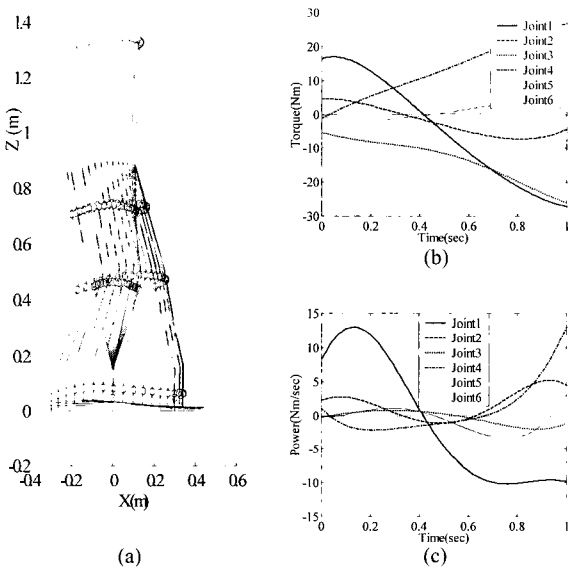 1.4
1.2
1
0.8
0.6
0.4
0.2
0
-0.2
-0.4 -0.2 0 0.2 0.4 0.6
Z (m)
X(m)
(a)
30
20
10
0
-10
-20
-30
0 0.2 0.4 0.6 0.8 1
Torque(Nm)
Time(sec)
Joint1
Joint2
Joint3
Joint4
Joint5
Joint6
(b)
15
10
5
0
-5
-10
-15
0 0.2 0.4 0.6 0.8 1
Power(Nm/sec)
Time(sec)
Joint1
Joint2
Joint3
Joint4
Joint5
Joint6
(c)